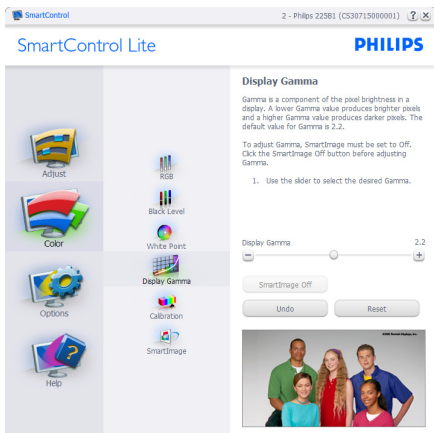 SmartControl
2 - Philips 225B1 (CS30715000001)
SmartControl Lite
PHILIPS
Adjust
Color
Options
Help
RGB
Black Level
White Point
Display Gamma
Calibration
SmartImage
Display Gamma
Gamma is a component of the pixel brightness in a
display. A lower Gamma value produces brighter pixels
and a higher Gamma value produces darker pixels. The
default value for Gamma is 2.2.
To adjust Gamma, SmartImage must be set to Off.
Click the SmartImage Off button before adjusting
Gamma.
1. Use the slider to select the desired Gamma.
Display Gamma 2.2
SmartImage Off
Undo
Reset